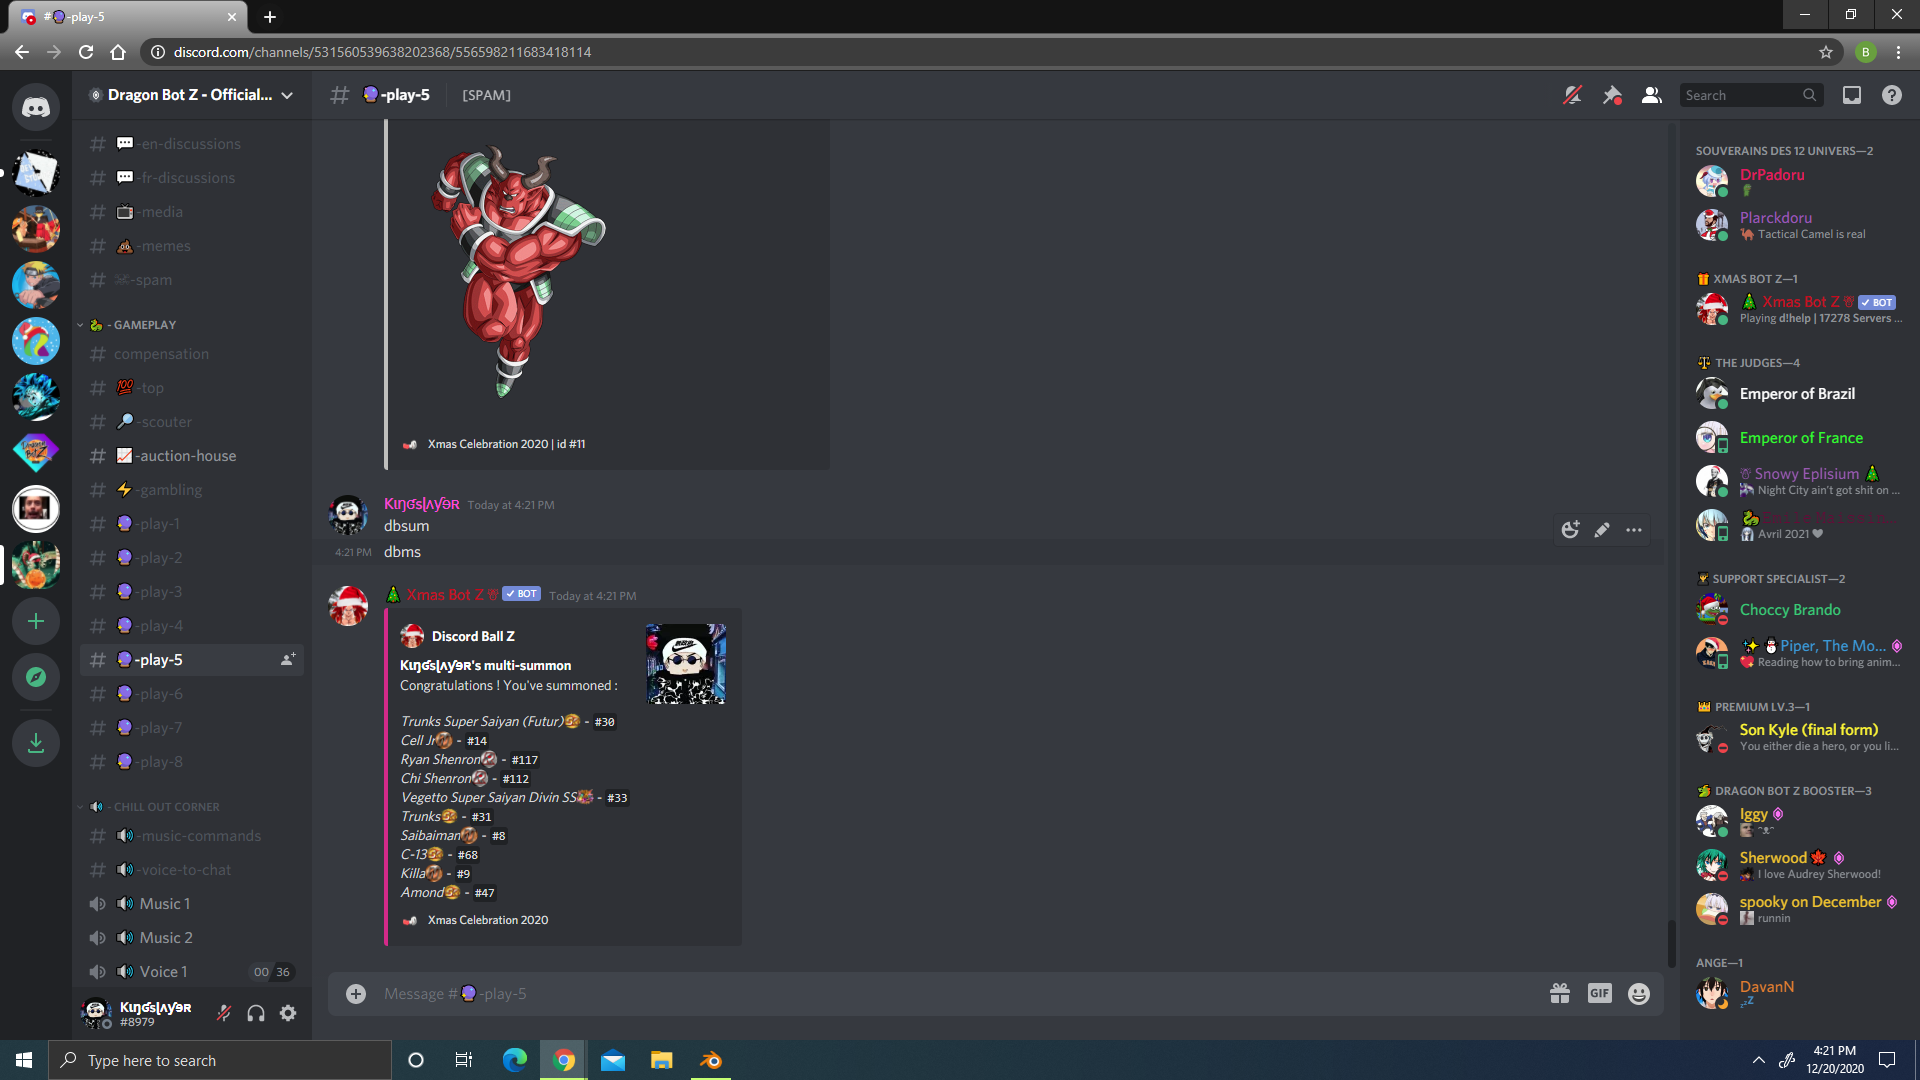 #🔮-play-5
discord.com/channels/531560539638202368/556598211683418114
B
Dragon Bot Z - Official...
#🔮-play-5
[SPAM]
Search
💬-en-discussions
💬-fr-discussions
📺-media
💩-memes
-spam
🐉 - GAMEPLAY
compensation
💯-top
🔎-scouter
📈-auction-house
⚡-gambling
🔮-play-1
🔮-play-2
🔮-play-3
🔮-play-4
🔮-play-5
🔮-play-6
🔮-play-7
🔮-play-8
🔊 - CHILL OUT CORNER
🔊-music-commands
🔊-voice-to-chat
🔊 Music 1
🔊 Music 2
🔊 Voice 1
00 36
#8979
Xmas Celebration 2020 | id #11
Today at 4:21 PM
dbsum
4:21 PM
dbms
🎄 Xmas Bot Z
BOT
Today at 4:21 PM
Discord Ball Z
's multi-summon
Congratulations ! You've summoned :
Trunks Super Saiyan (Futur) - #30
Cell Jr - #14
Ryan Shenron - #117
Chi Shenron - #112
Vegetto Super Saiyan Divin SS - #33
Trunks - #31
Saibaiman - #8
C-13 - #68
Killa - #9
Amond - #47
Xmas Celebration 2020
Message #🔮-play-5
GIF
SOUVERAINS DES 12 UNIVERS—2
DrPadoru
Plarckdoru
🐪 Tactical Camel is real
🎁 XMAS BOT Z—1
🎄 Xmas Bot Z
BOT
Playing d!help | 17278 Servers ...
THE JUDGES—4
Emperor of Brazil
Emperor of France
Snowy Eplisium 🎄
Night City ain't got shit on ...
Avril 2021
SUPPORT SPECIALIST—2
Choccy Brando
✨⛄Piper, The Mo...
Reading how to bring anim...
PREMIUM LV.3—1
Son Kyle (final form)
You either die a hero, or you li...
DRAGON BOT Z BOOSTER—3
Iggy
Sherwood🍁
I love Audrey Sherwood!
spooky on December
runnin
ANGE—1
DavanN
💤
Type here to search
4:21 PM
12/20/2020